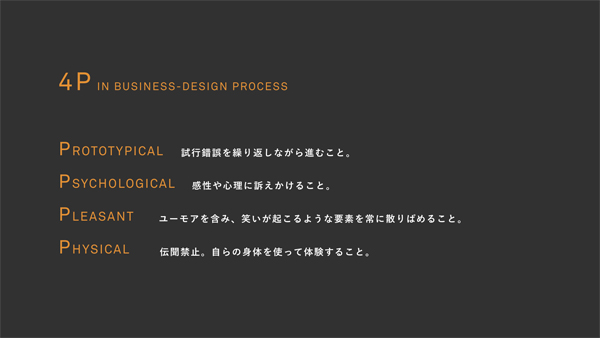 4P IN BUSINESS-DESIGN PROCESS
PROTOTYPICAL 試行錯誤を繰り返しながら進むこと。
PSYCHOLOGICAL 感性や心理に訴えかけること。
PLEASANT ユーモアを含み、笑いが起こるような要素を常に散りばめること。
PHYSICAL 伝聞禁止。自らの身体を使って体験すること。